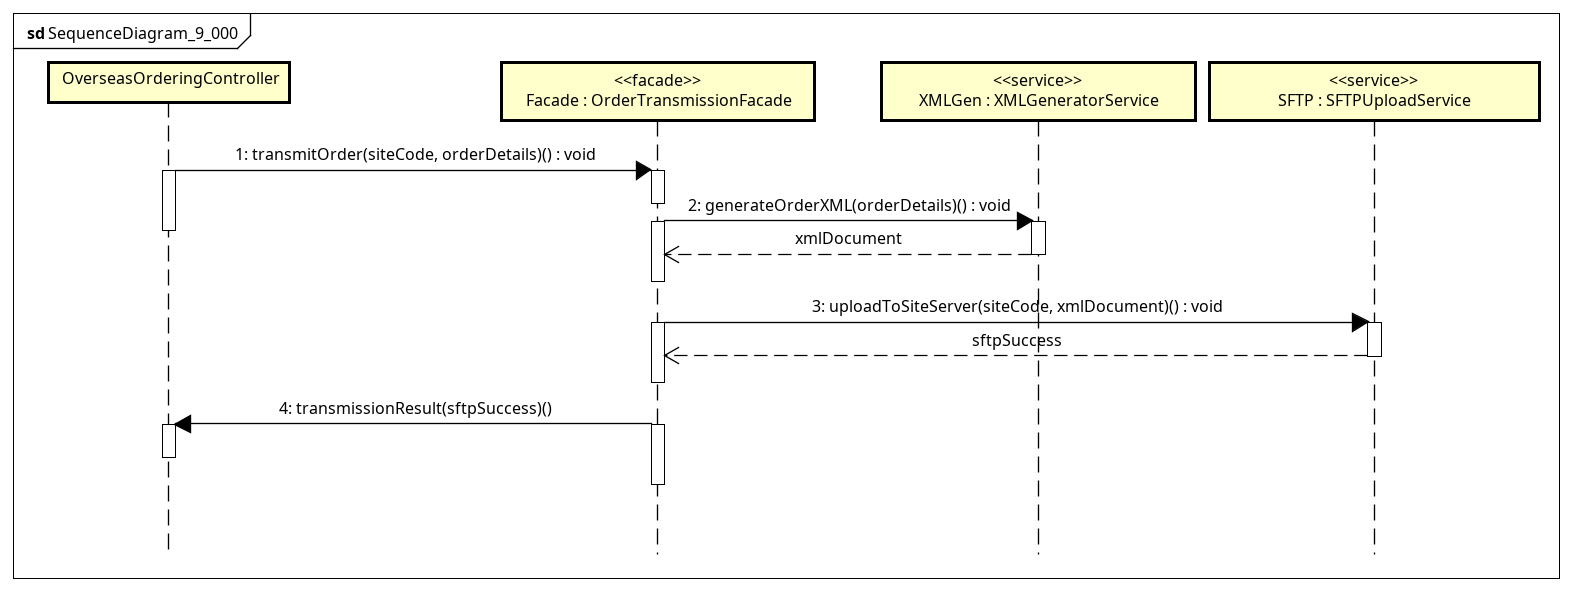 sd SequenceDiagram_9_000
OverseasOrderingController
<<facade>>
Facade : OrderTransmissionFacade
<<service>>
XMLGen : XMLGeneratorService
<<service>>
SFTP : SFTPUploadService
1: transmitOrder(siteCode, orderDetails)() : void
2: generateOrderXML(orderDetails)() : void
xmlDocument
3: uploadToSiteServer(siteCode, xmlDocument)() : void
sftpSuccess
4: transmissionResult(sftpSuccess)()